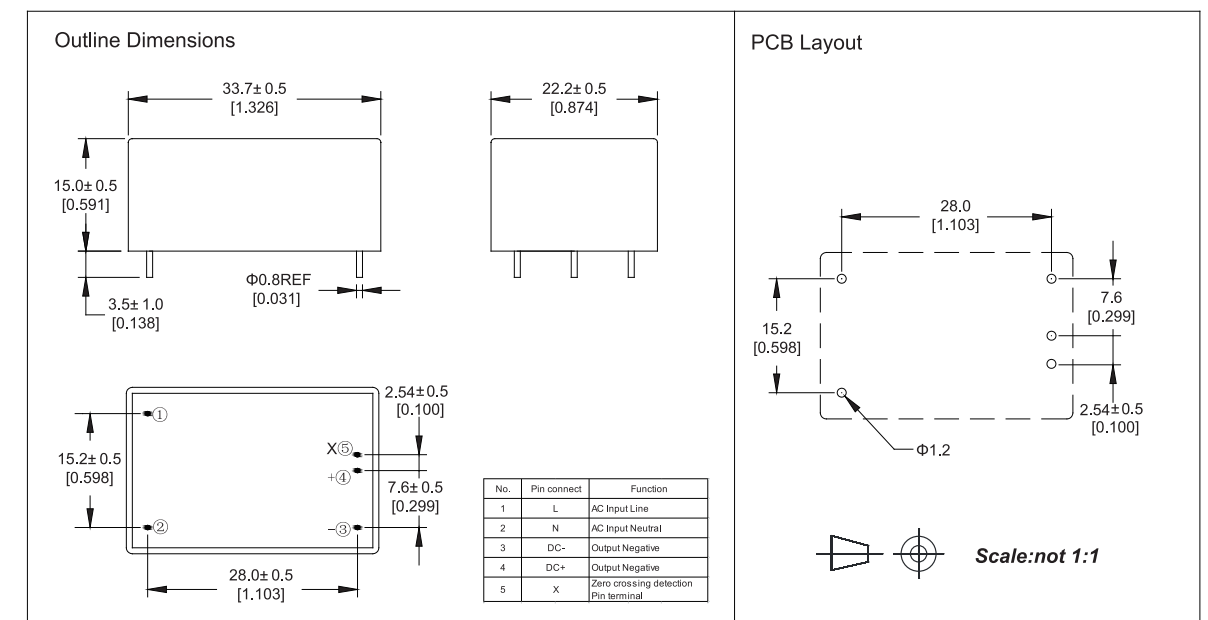 Outline Dimensions
33.7± 0.5
[1.326]
22.2± 0.5
[0.874]
15.0± 0.5
[0.591]
3.5± 1.0
[0.138]
Φ0.8REF
[0.031]
2.54±0.5
[0.100]
①
X⑤
+④
15.2± 0.5
[0.598]
7.6± 0.5
[0.299]
②
-③
28.0± 0.5
[1.103]
No. Pin connect Function
1 L AC Input Line
2 N AC Input Neutral
3 DC- Output Negative
4 DC+ Output Negative
5 X Zero crossing detection
Pin terminal
PCB Layout
28.0
[1.103]
7.6
[0.299]
15.2
[0.598]
2.54±0.5
[0.100]
Φ1.2
Scale:not 1:1